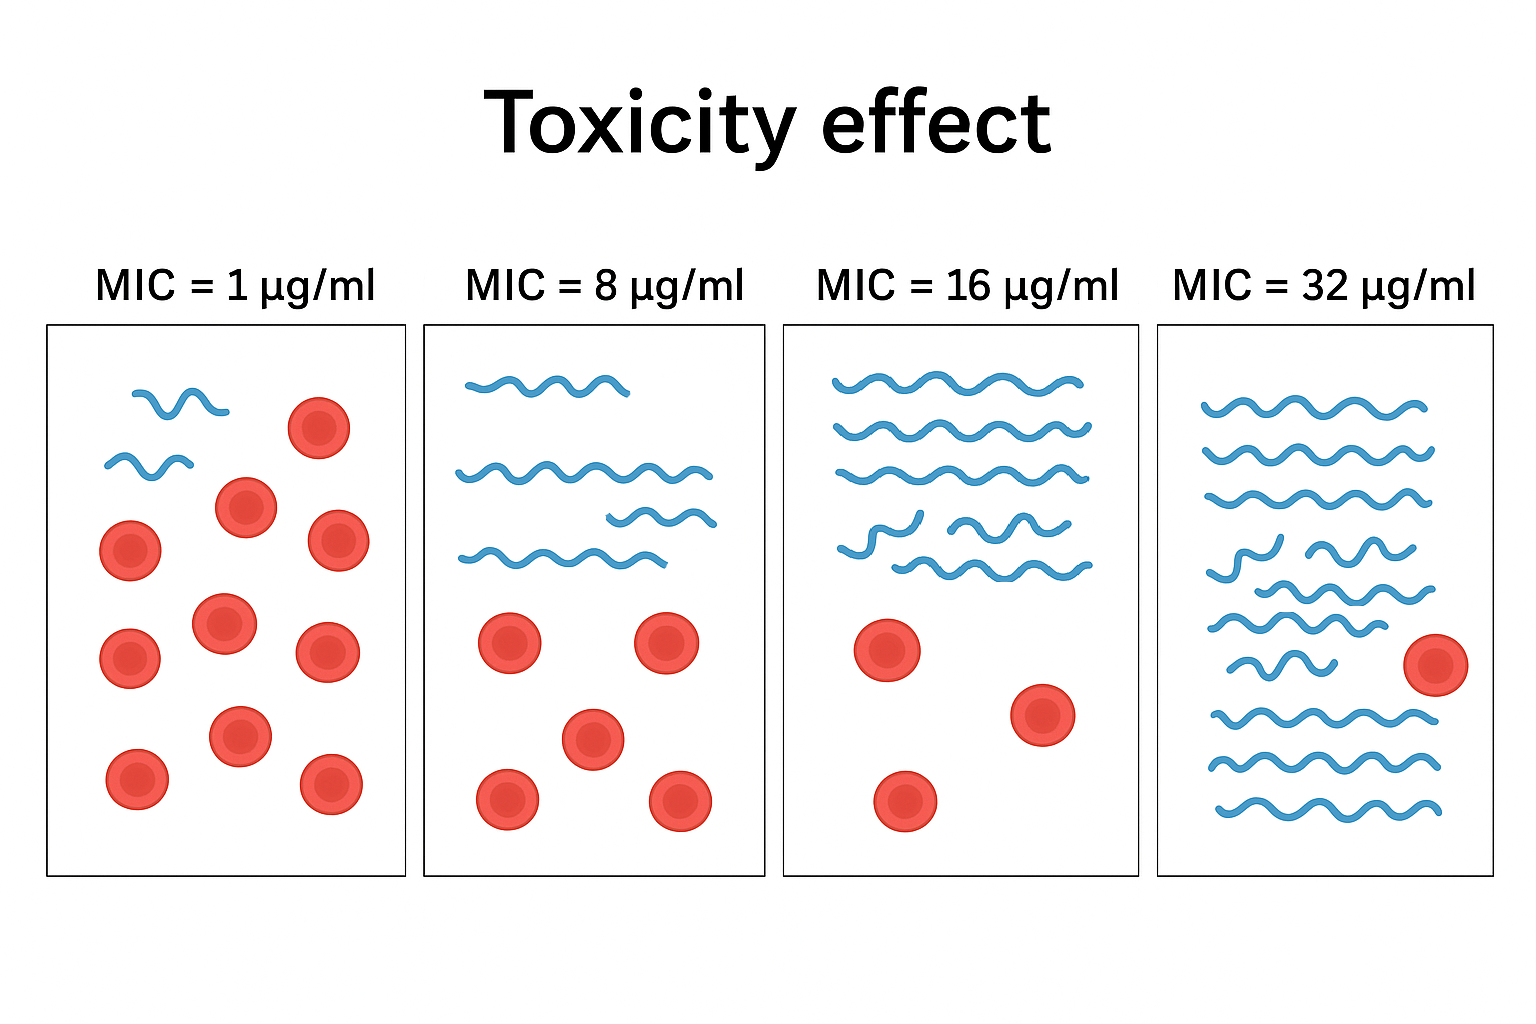 Toxicity effect
MIC = 1 µg/ml
MIC = 8 µg/ml
MIC = 16 µg/ml
MIC = 32 µg/ml